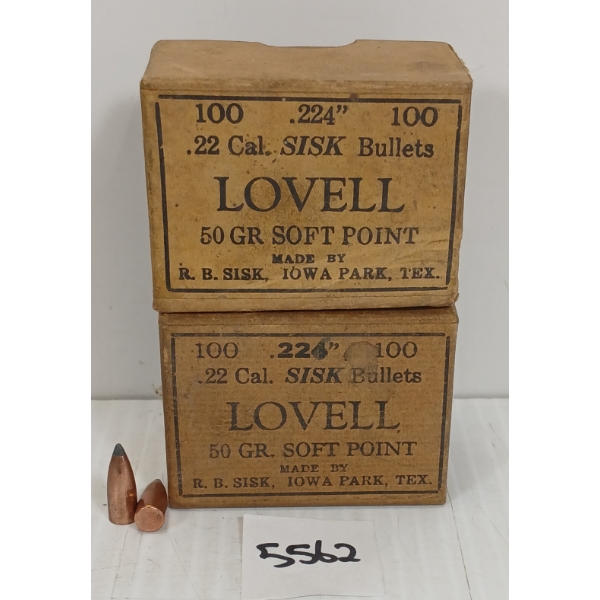 100 .224" 100
.22 Cal. SISK Bullets
LOVELL
50 GR SOFT POINT
MADE BY
R. B. SISK, IOWA PARK, TEX.
100 .224" 100
.22 Cal. SISK Bullets
LOVELL
50 GR. SOFT POINT
MADE BY
R. B. SISK, IOWA PARK, TEX.
5562